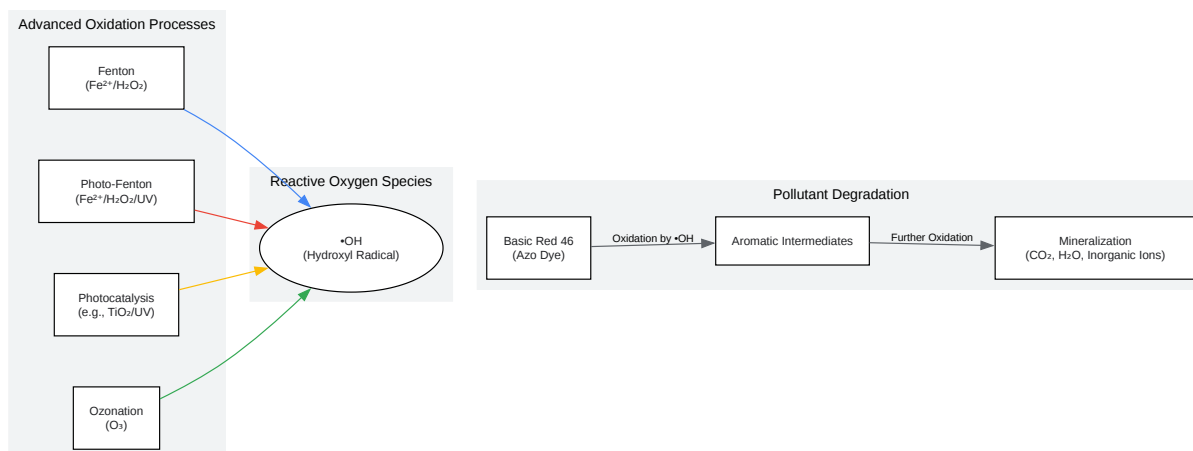 Advanced Oxidation Processes
Fenton
(Fe²⁺/H₂O₂)
Photo-Fenton
(Fe²⁺/H₂O₂/UV)
Photocatalysis
(e.g., TiO₂/UV)
Ozonation
(O₃)
Reactive Oxygen Species
•OH
(Hydroxyl Radical)
Pollutant Degradation
Basic Red 46
(Azo Dye)
Oxidation by •OH
Aromatic Intermediates
Further Oxidation
Mineralization
(CO₂, H₂O, Inorganic Ions)